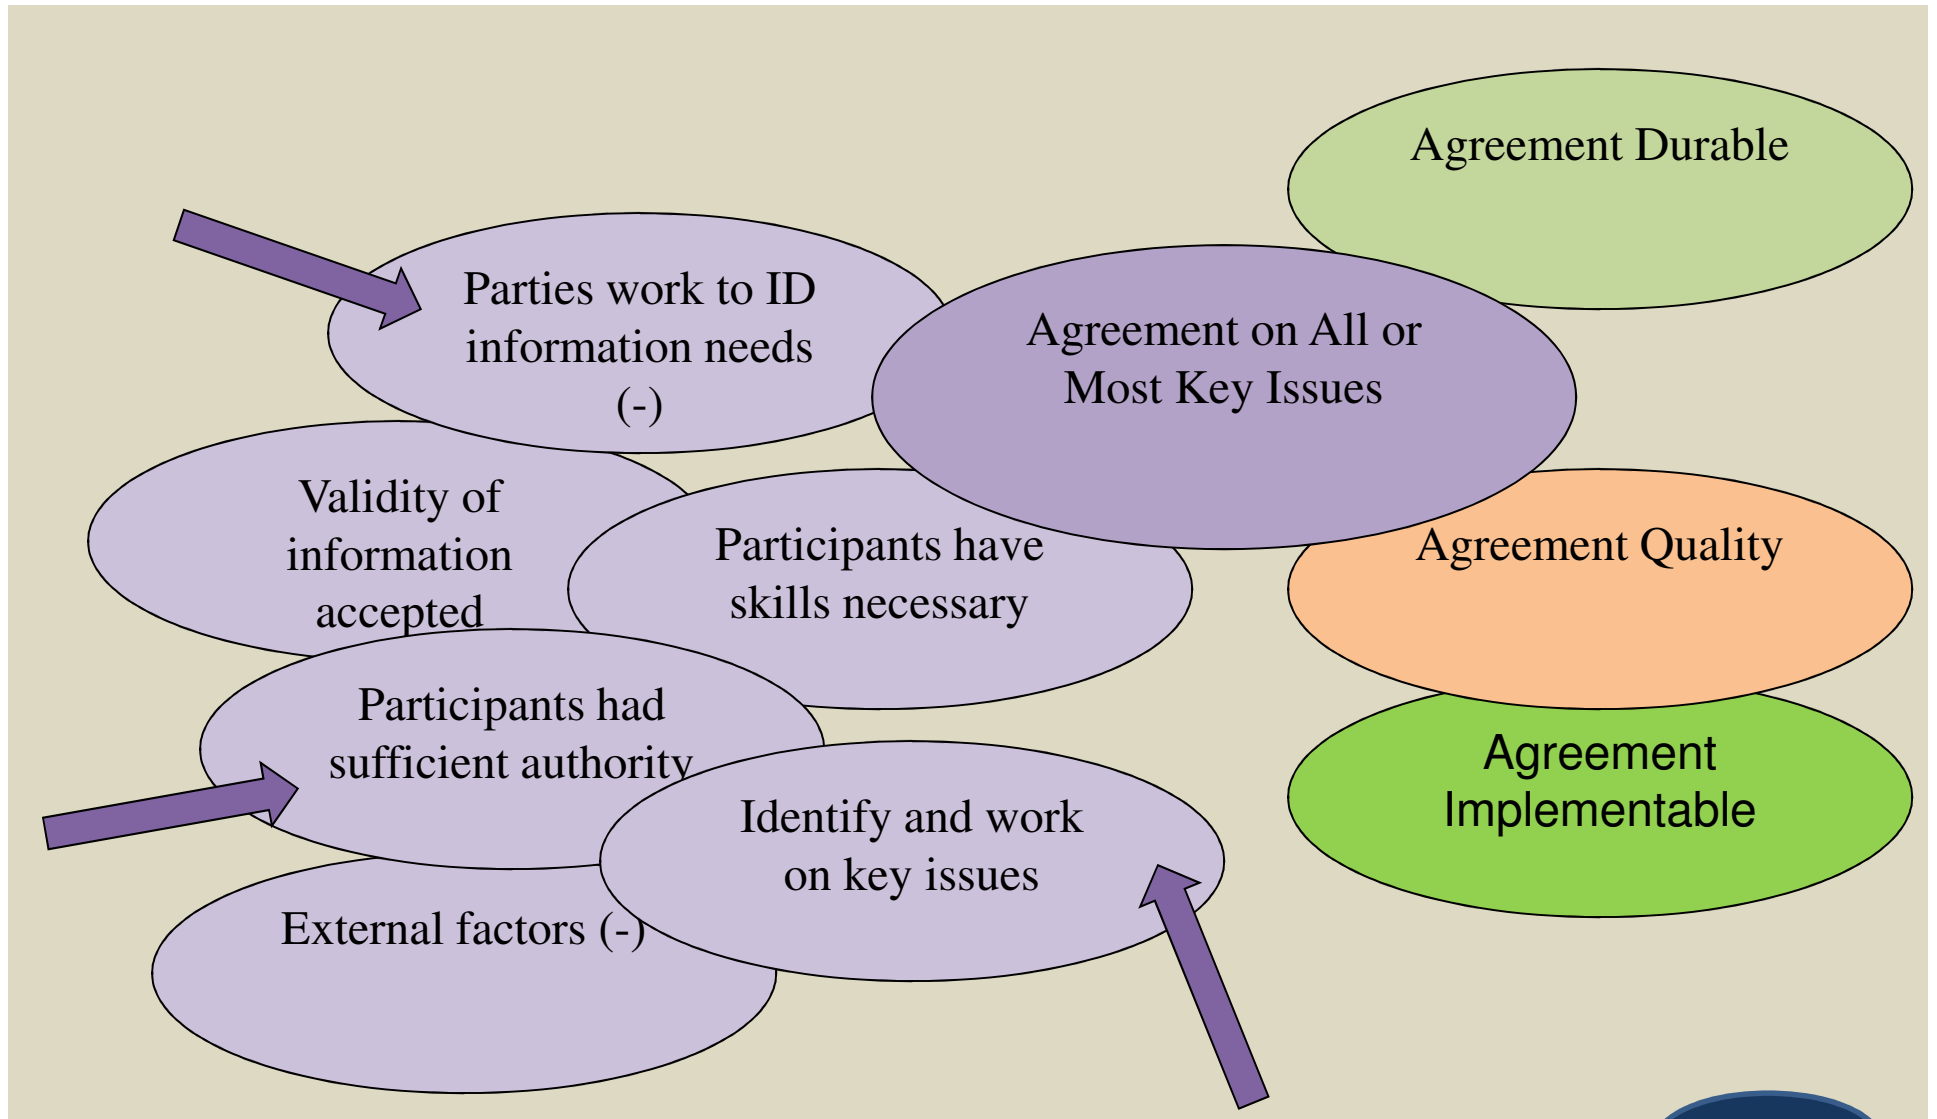 Agreement Durable
Parties work to ID
information needs
(-)
Agreement on All or
Most Key Issues
Validity of
information
accepted
Participants have
skills necessary
Agreement Quality
Participants had
sufficient authority
Agreement
Implementable
Identify and work
on key issues
External factors (-)